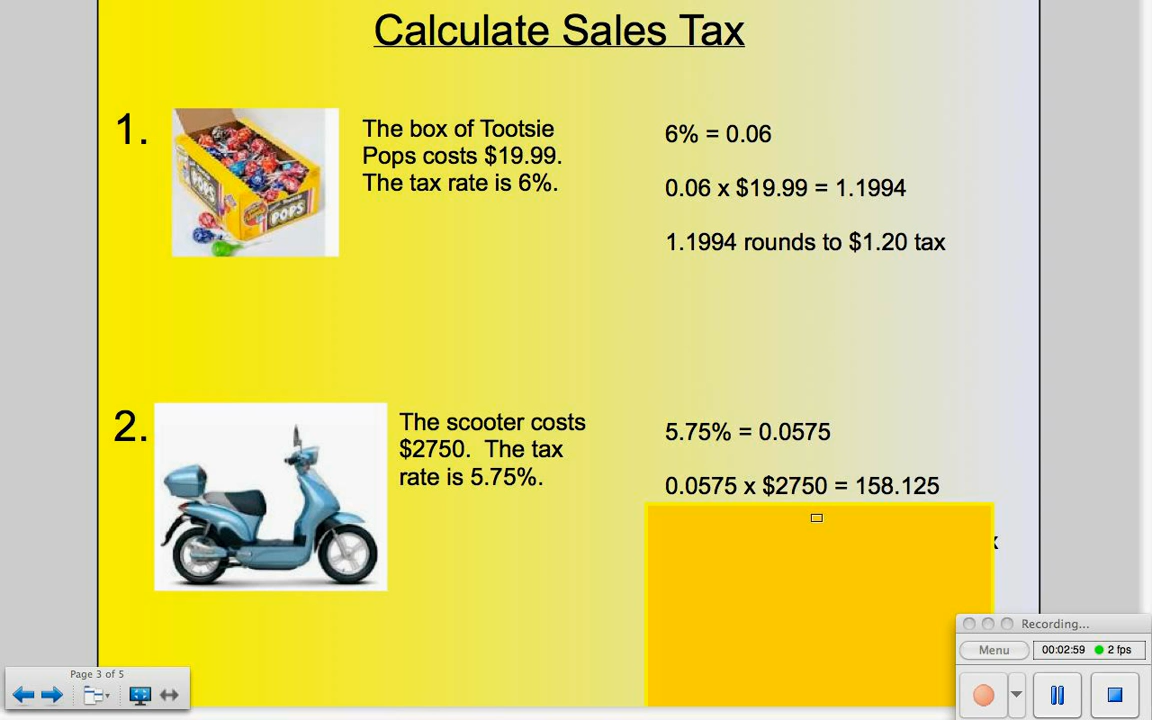 Calculate Sales Tax
1.
POPS
POPS
The box of Tootsie
Pops costs $19.99.
The tax rate is 6%.
6% = 0.06
0.06 x $19.99 = 1.1994
1.1994 rounds to $1.20 tax
2.
The scooter costs
$2750. The tax
rate is 5.75%.
5.75% = 0.0575
0.0575 x $2750 = 158.125
x
Recording...
Menu
00:02:59
2 fps
Page 3 of 5